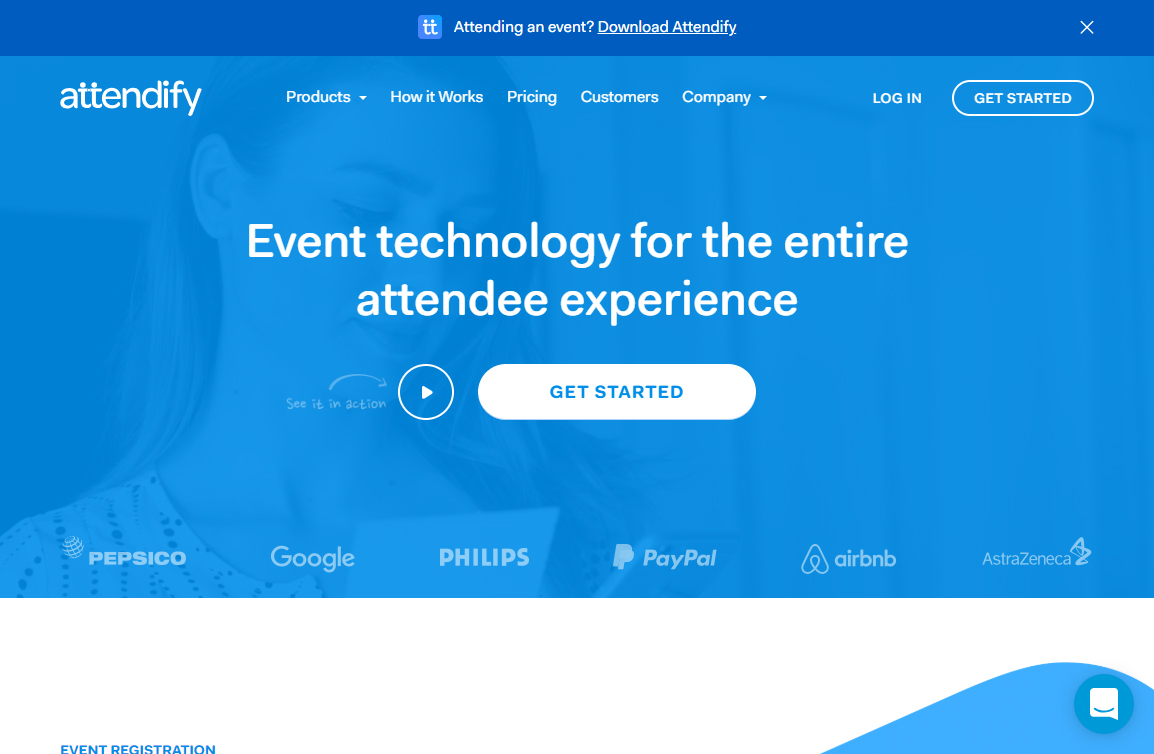 tt Attending an event? Download Attendify
attendify
Products How it Works Pricing Customers Company
LOG IN GET STARTED
Event technology for the entire
attendee experience
See it in action
GET STARTED
PEPSICO Google PHILIPS PayPal airbnb AstraZeneca
EVENT REGISTRATION